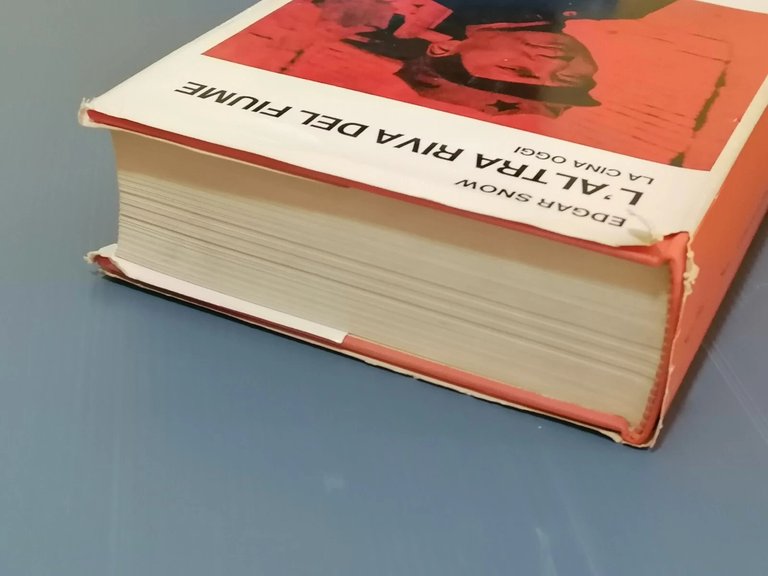 EDGAR SNOW
L'ALTRA RIVA DEL FIUME
LA CINA OGGI